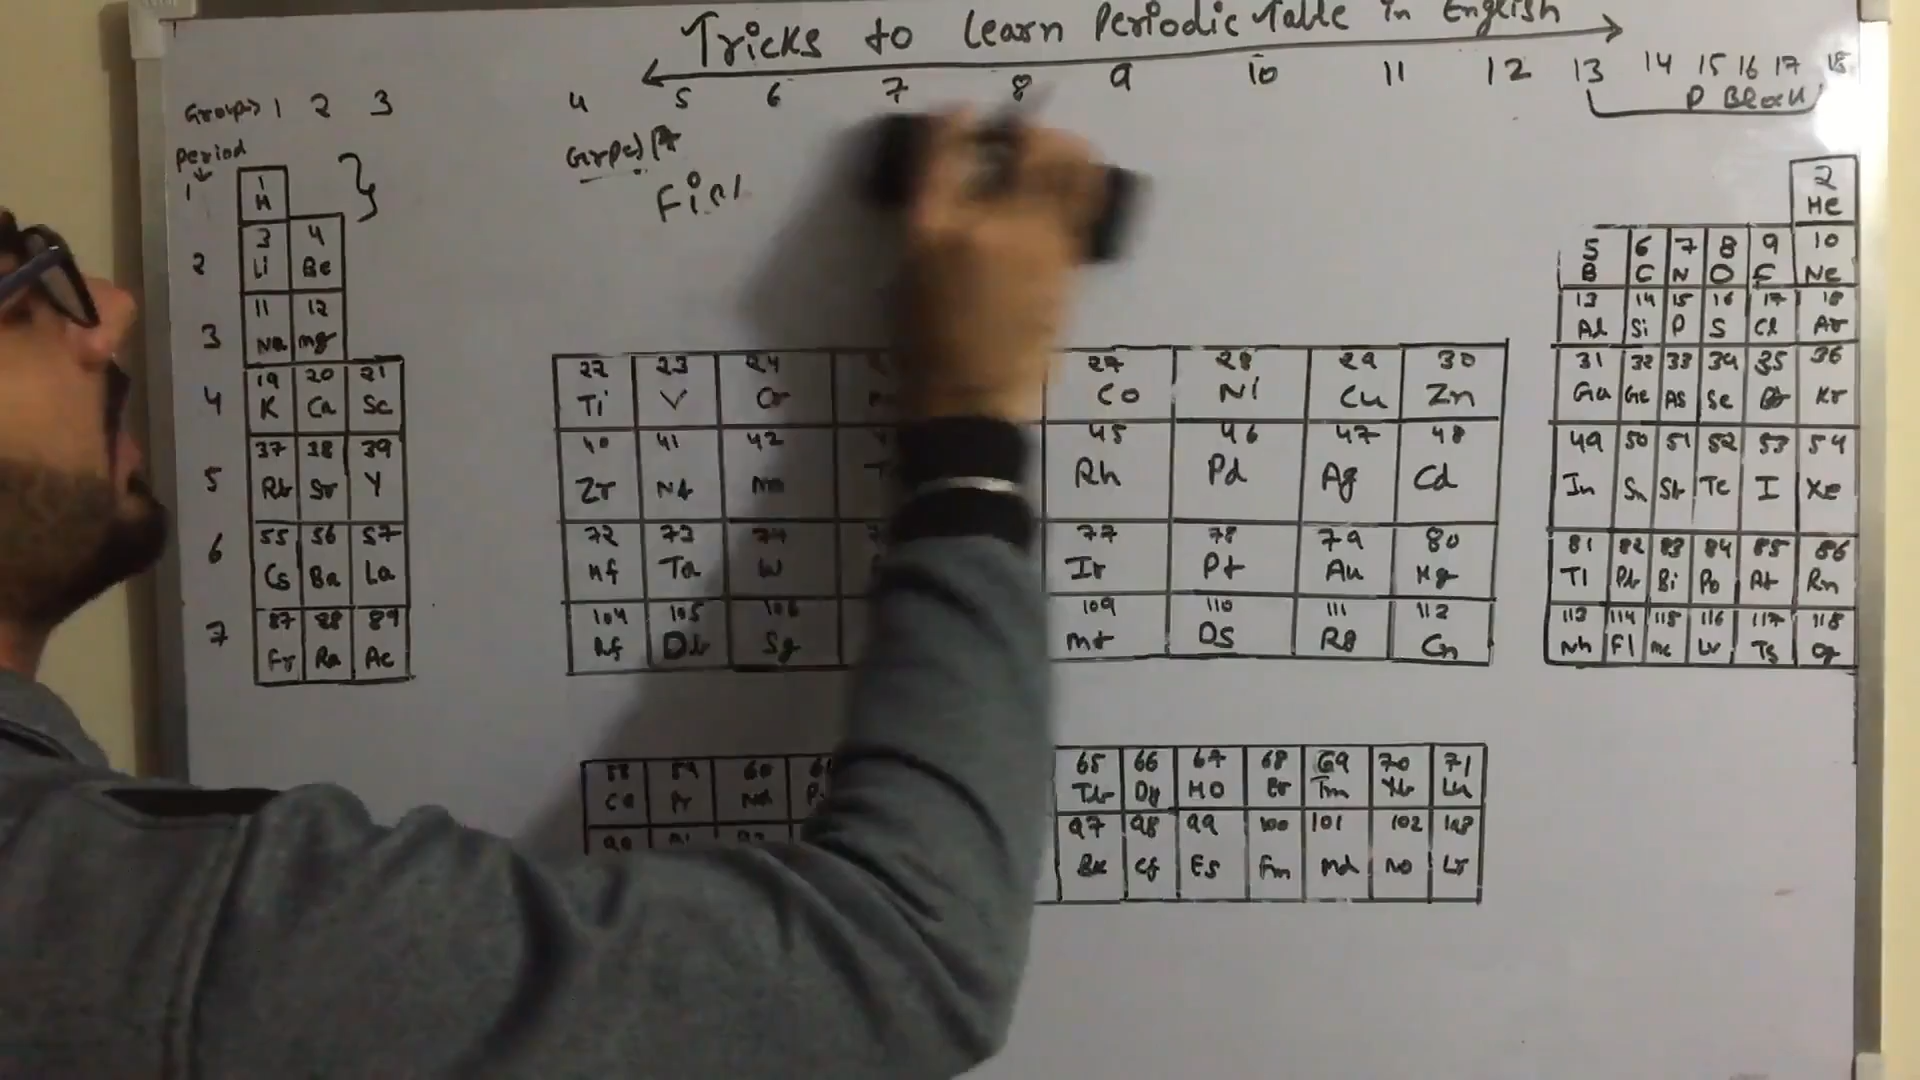 Tricks to Learn Periodic Table in English
Groups 1 2 3 4 5 6 7 8 9 10 11 12 13 14 15 16 17 18
P Block
Period
1 1 2
H He
2 3 4 5 6 7 8 9 10
Li Be B C N O F Ne
3 11 12 13 14 15 16 17 18
Na mg Al Si P S Cl Ar
4 19 20 21 22 23 24 27 28 29 30 31 32 33 34 35 36
K Ca Sc Ti V Cr Co Ni Cu Zn Ga Ge As Se Br Kr
5 37 38 39 40 41 42 45 46 47 48 49 50 51 52 53 54
Rb Sr Y Zr Nb Mo Rh Pd Ag Cd In Sn Sb Te I Xe
6 55 56 57 72 73 74 77 78 79 80 81 82 83 84 85 86
Cs Ba La Hf Ta W Ir Pt Au Hg Tl Pb Bi Po At Rn
7 87 88 89 104 105 106 109 110 111 112 113 114 115 116 117 118
Fr Ra Ac Rf Db Sg mt DS Rg Cn Nh Fl mc Lv Ts Og
58 59 60 65 66 67 68 69 70 71
Ce Pr Nd Tb Dy HO Er Tm Yb Lu
90 91 92 97 98 99 100 101 102 103
Bk Cf Es Fm Md No Lr